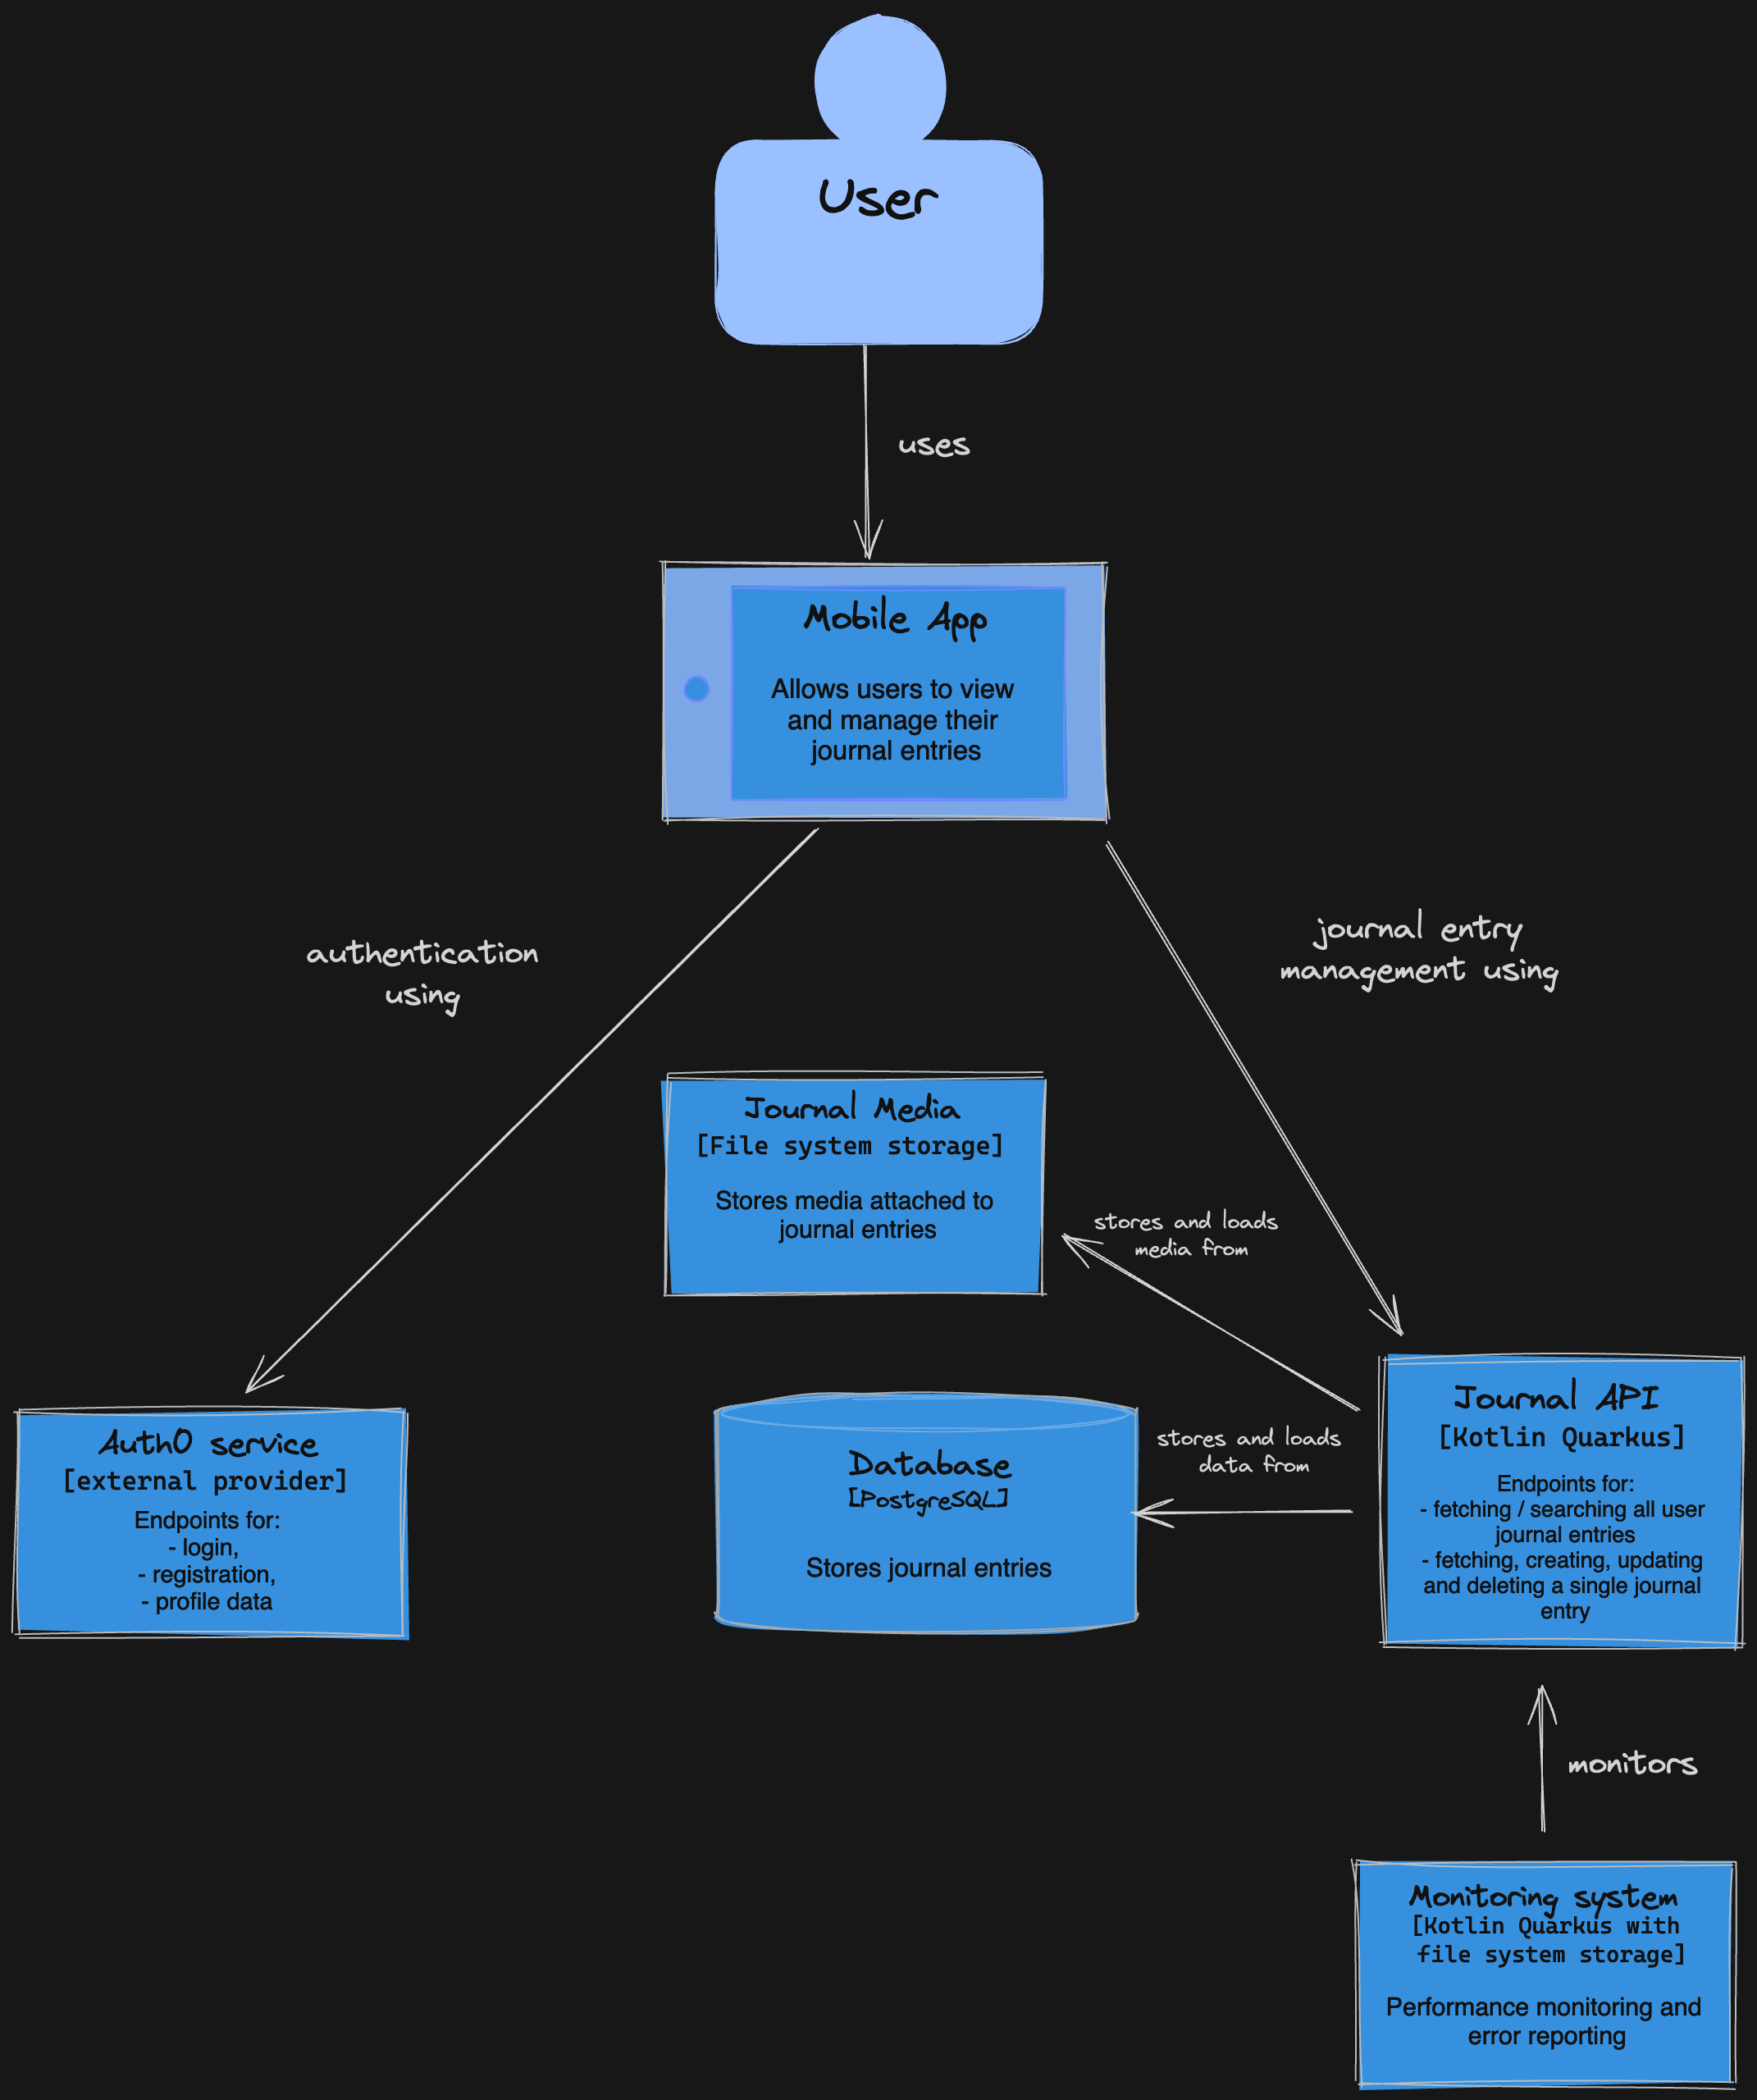 User
uses
Mobile App
Allows users to view
and manage their
journal entries
authentication
using
journal entry
management using
Journal Media
[File system storage]
Stores media attached to
journal entries
stores and loads
media from
Auth0 service
[external provider]
Endpoints for:
- login,
- registration,
- profile data
Database
[PostgreSQL]
Stores journal entries
stores and loads
data from
Journal API
[Kotlin Quarkus]
Endpoints for:
- fetching / searching all user
journal entries
- fetching, creating, updating
and deleting a single journal
entry
monitors
Monitoring system
[Kotlin Quarkus with
file system storage]
Performance monitoring and
error reporting